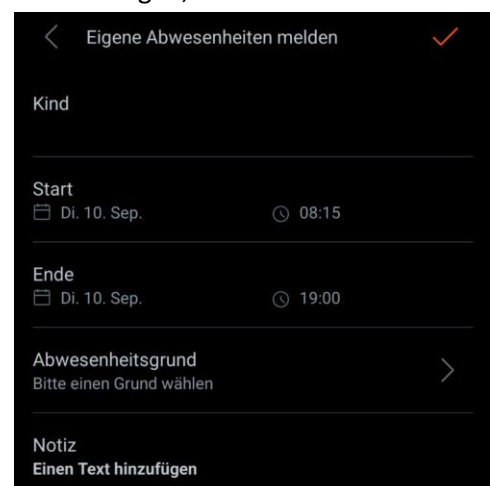 Eigene Abwesenheiten melden
Kind
Start
Di. 10. Sep. 08:15
Ende
Di. 10. Sep. 19:00
Abwesenheitsgrund
Bitte einen Grund wählen
Notiz
Einen Text hinzufügen